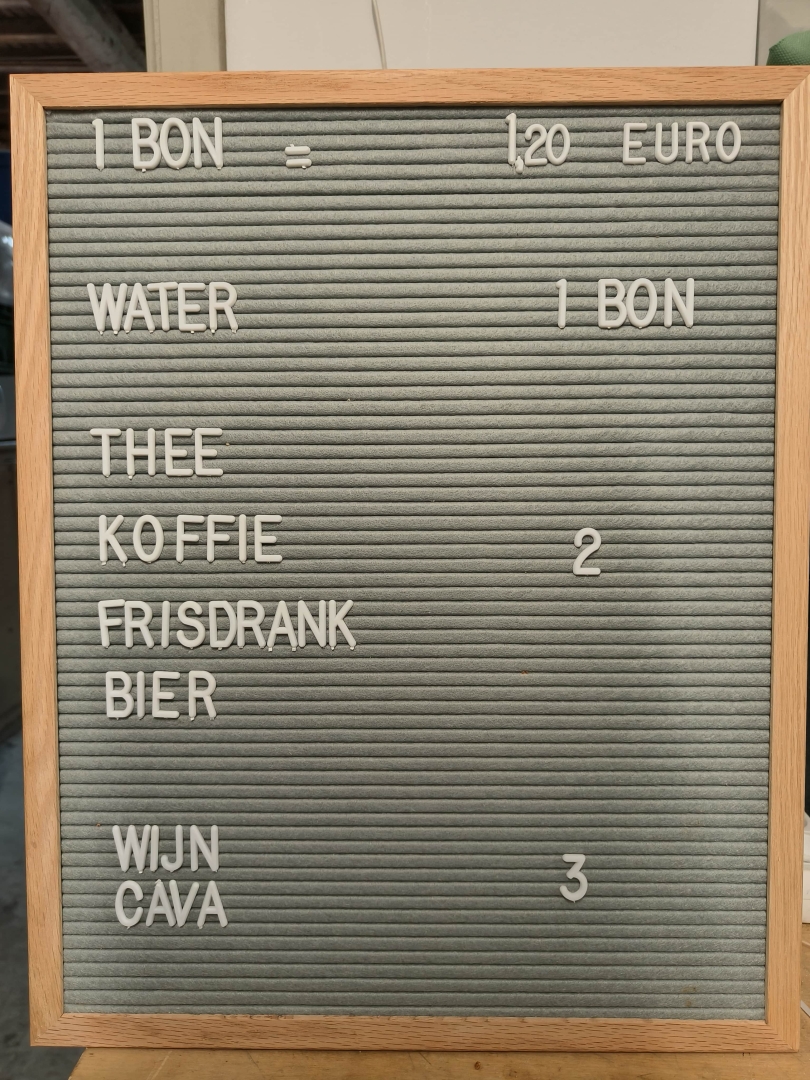 1 BON = 1,20 EURO
WATER 1 BON
THEE
KOFFIE 2
FRISDRANK
BIER
WIJN
CAVA 3